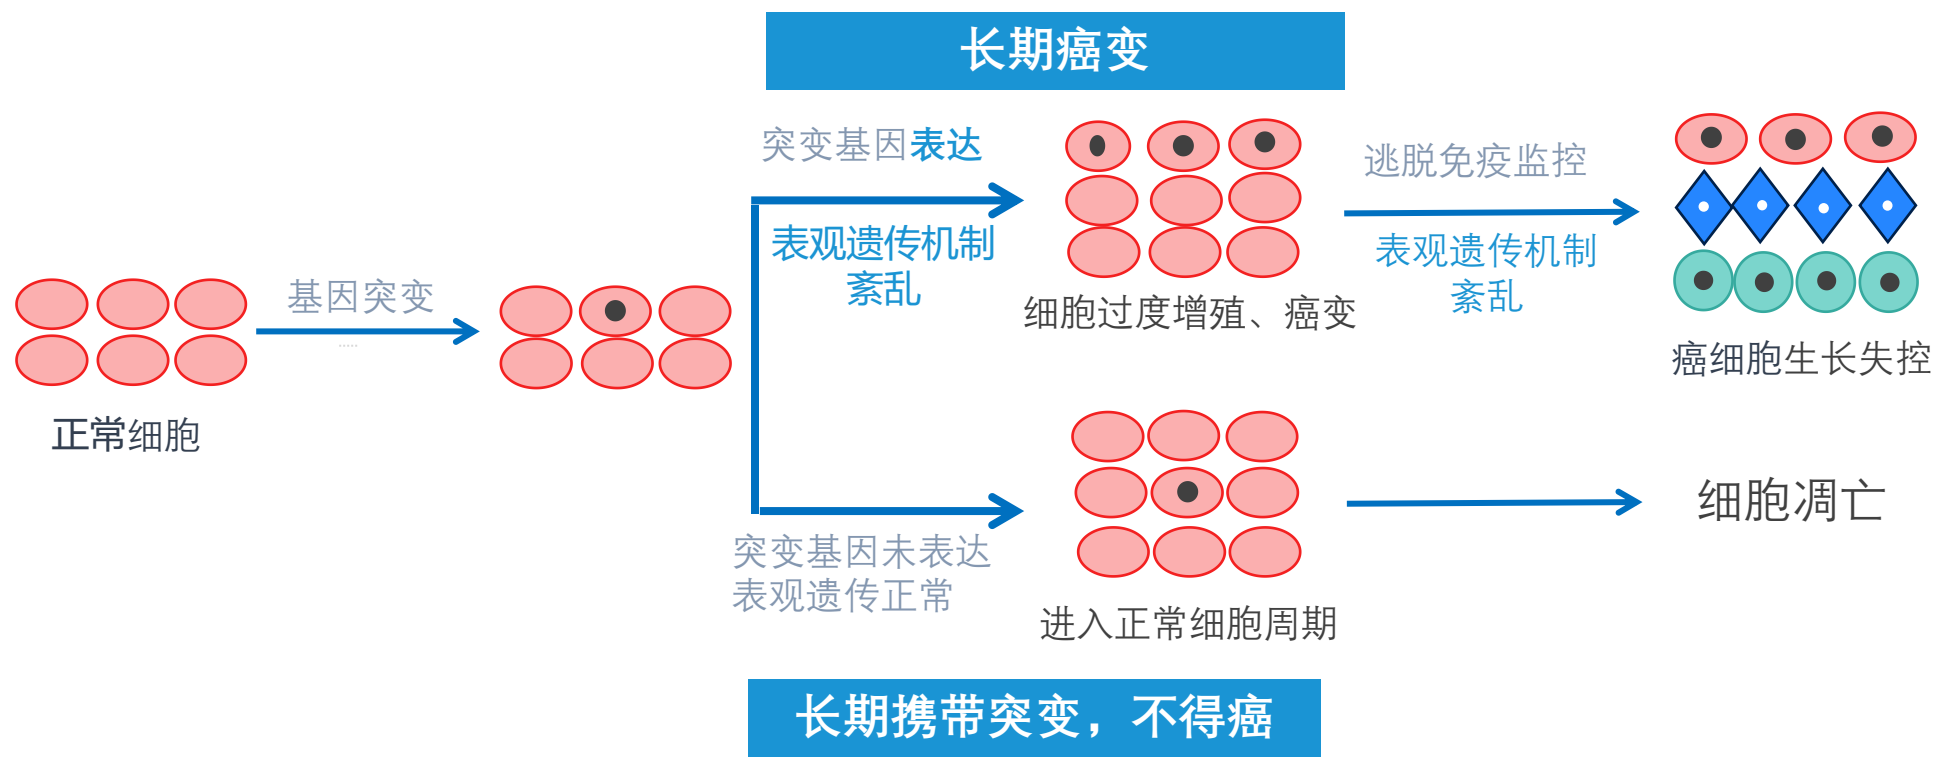 长期癌变
突变基因表达
表观遗传机制
紊乱
细胞过度增殖、癌变
逃脱免疫监控
表观遗传机制
紊乱
癌细胞生长失控
基因突变
.....
正常细胞
突变基因未表达
表观遗传正常
进入正常细胞周期
细胞凋亡
长期携带突变，不得癌